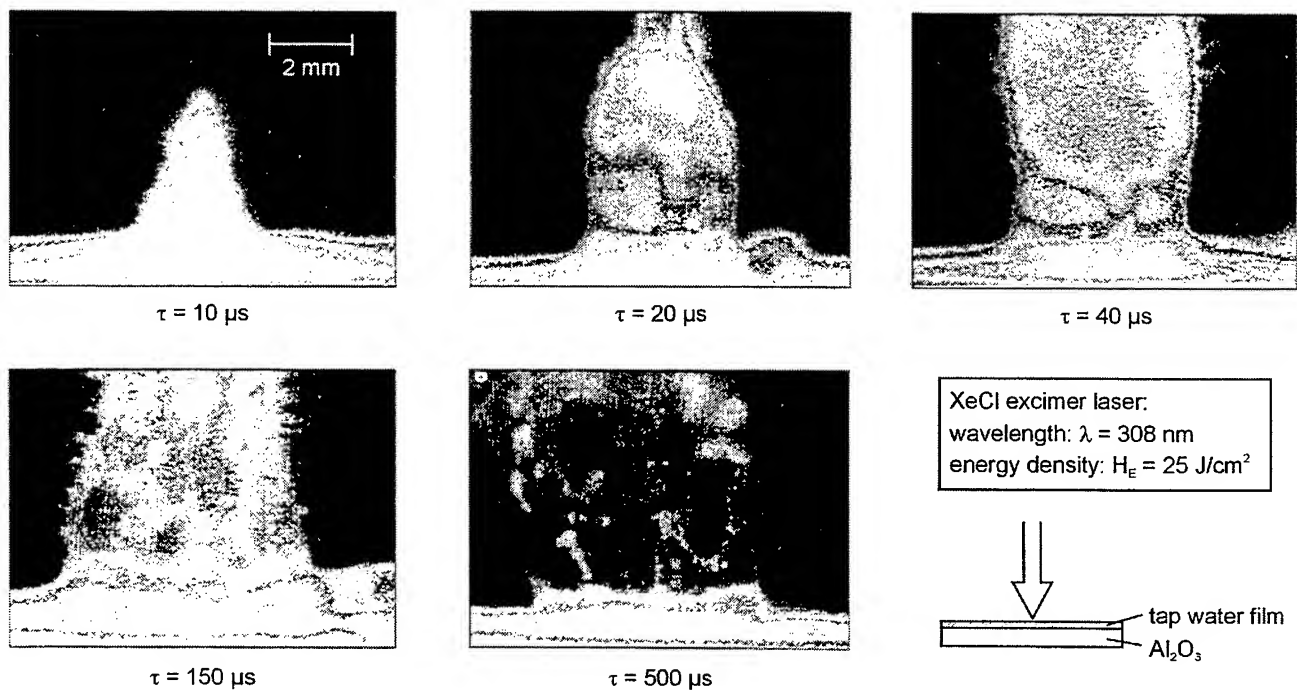 2 mm
τ = 10 µs
τ = 20 µs
τ = 40 µs
τ = 150 µs
τ = 500 µs
XeCl excimer laser:
wavelength: λ = 308 nm
energy density: H_E = 25 J/cm²
tap water film
Al₂O₃